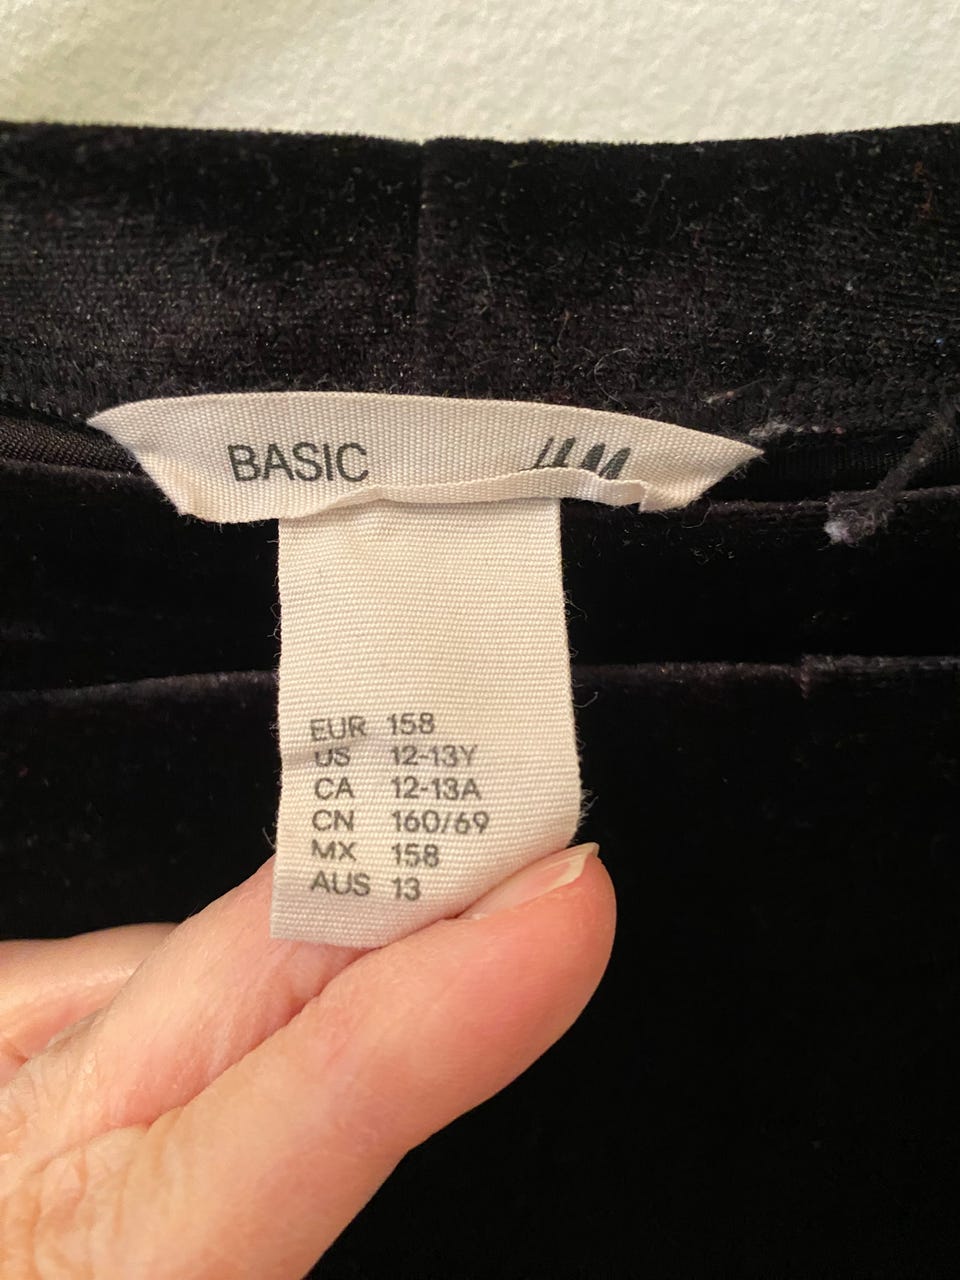 BASIC H&M
EUR 158
US 12-13Y
CA 12-13A
CN 160/69
MX 158
AUS 13